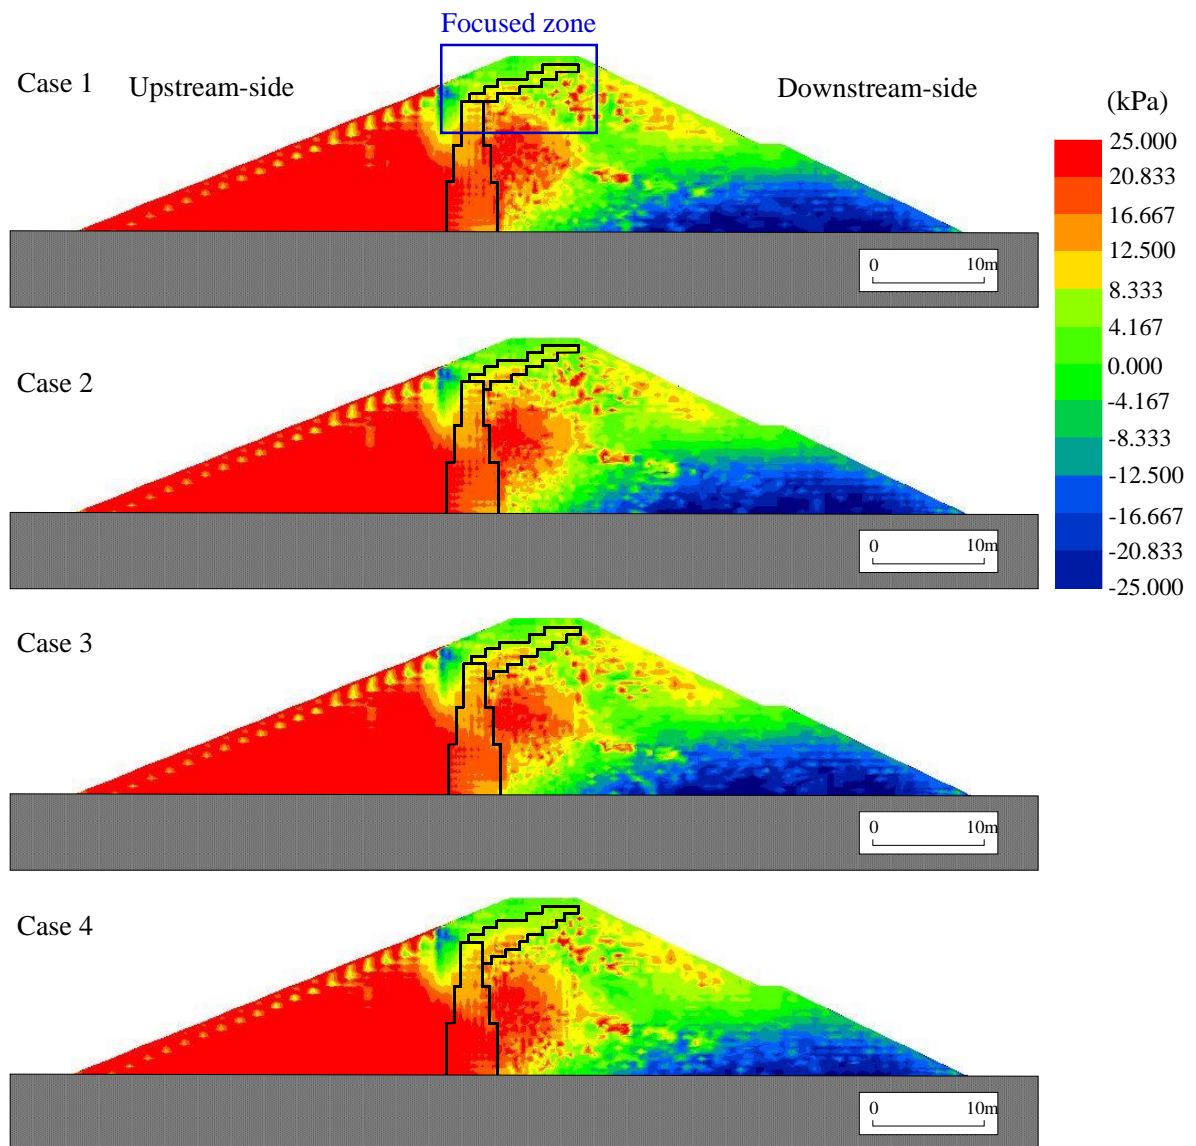 Focused zone
Case 1
Upstream-side
Downstream-side
(kPa)
25.000
20.833
16.667
12.500
8.333
4.167
0.000
-4.167
-8.333
-12.500
-16.667
-20.833
-25.000
0 10m
Case 2
0 10m
Case 3
0 10m
Case 4
0 10m